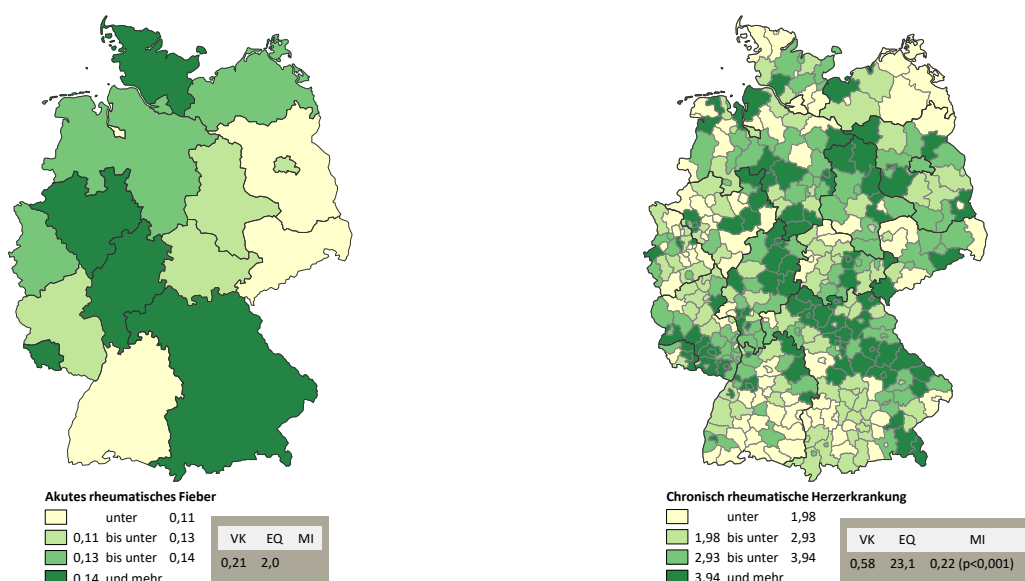 Akutes rheumatisches Fieber
unter 0,11
0,11 bis unter 0,13
0,13 bis unter 0,14
0,14 und mehr
VK EQ MI
0,21 2,0
Chronisch rheumatische Herzerkrankung
unter 1,98
1,98 bis unter 2,93
2,93 bis unter 3,94
3,94 und mehr
VK EQ MI
0,58 23,1 0,22 (p<0,001)